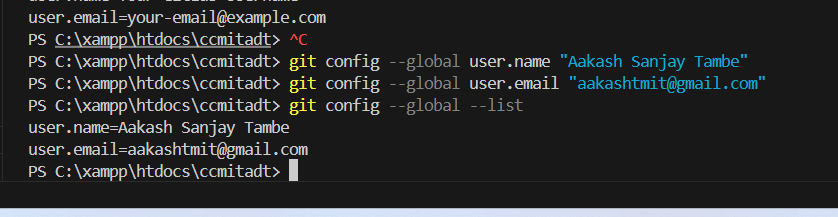 user.email=your-email@example.com
PS C:\xampp\htdocs\ccmitadt> ^C
PS C:\xampp\htdocs\ccmitadt> git config --global user.name "Aakash Sanjay Tambe"
PS C:\xampp\htdocs\ccmitadt> git config --global user.email "aakashtmit@gmail.com"
PS C:\xampp\htdocs\ccmitadt> git config --global --list
user.name=Aakash Sanjay Tambe
user.email=aakashtmit@gmail.com
PS C:\xampp\htdocs\ccmitadt>